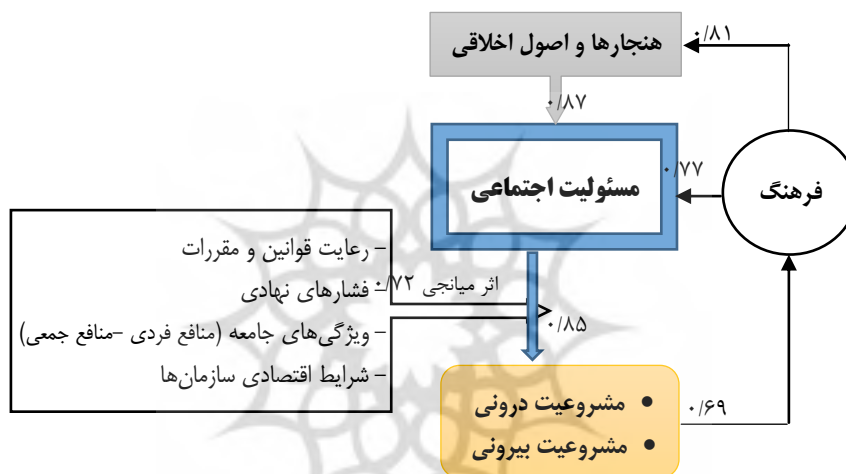 هنجارها و اصول اخلاقی
۰/۸۱
۰/۸۷
مسئولیت اجتماعی
۰/۷۷
فرهنگ
– رعایت قوانین و مقررات
– فشارهای نهادی
– ویژگی‌های جامعه (منافع فردی –منافع جمعی)
– شرایط اقتصادی سازمان‌ها
اثر میانجی ۰/۷۲
۰/۸۵
• مشروعیت درونی
• مشروعیت بیرونی
۰/۶۹